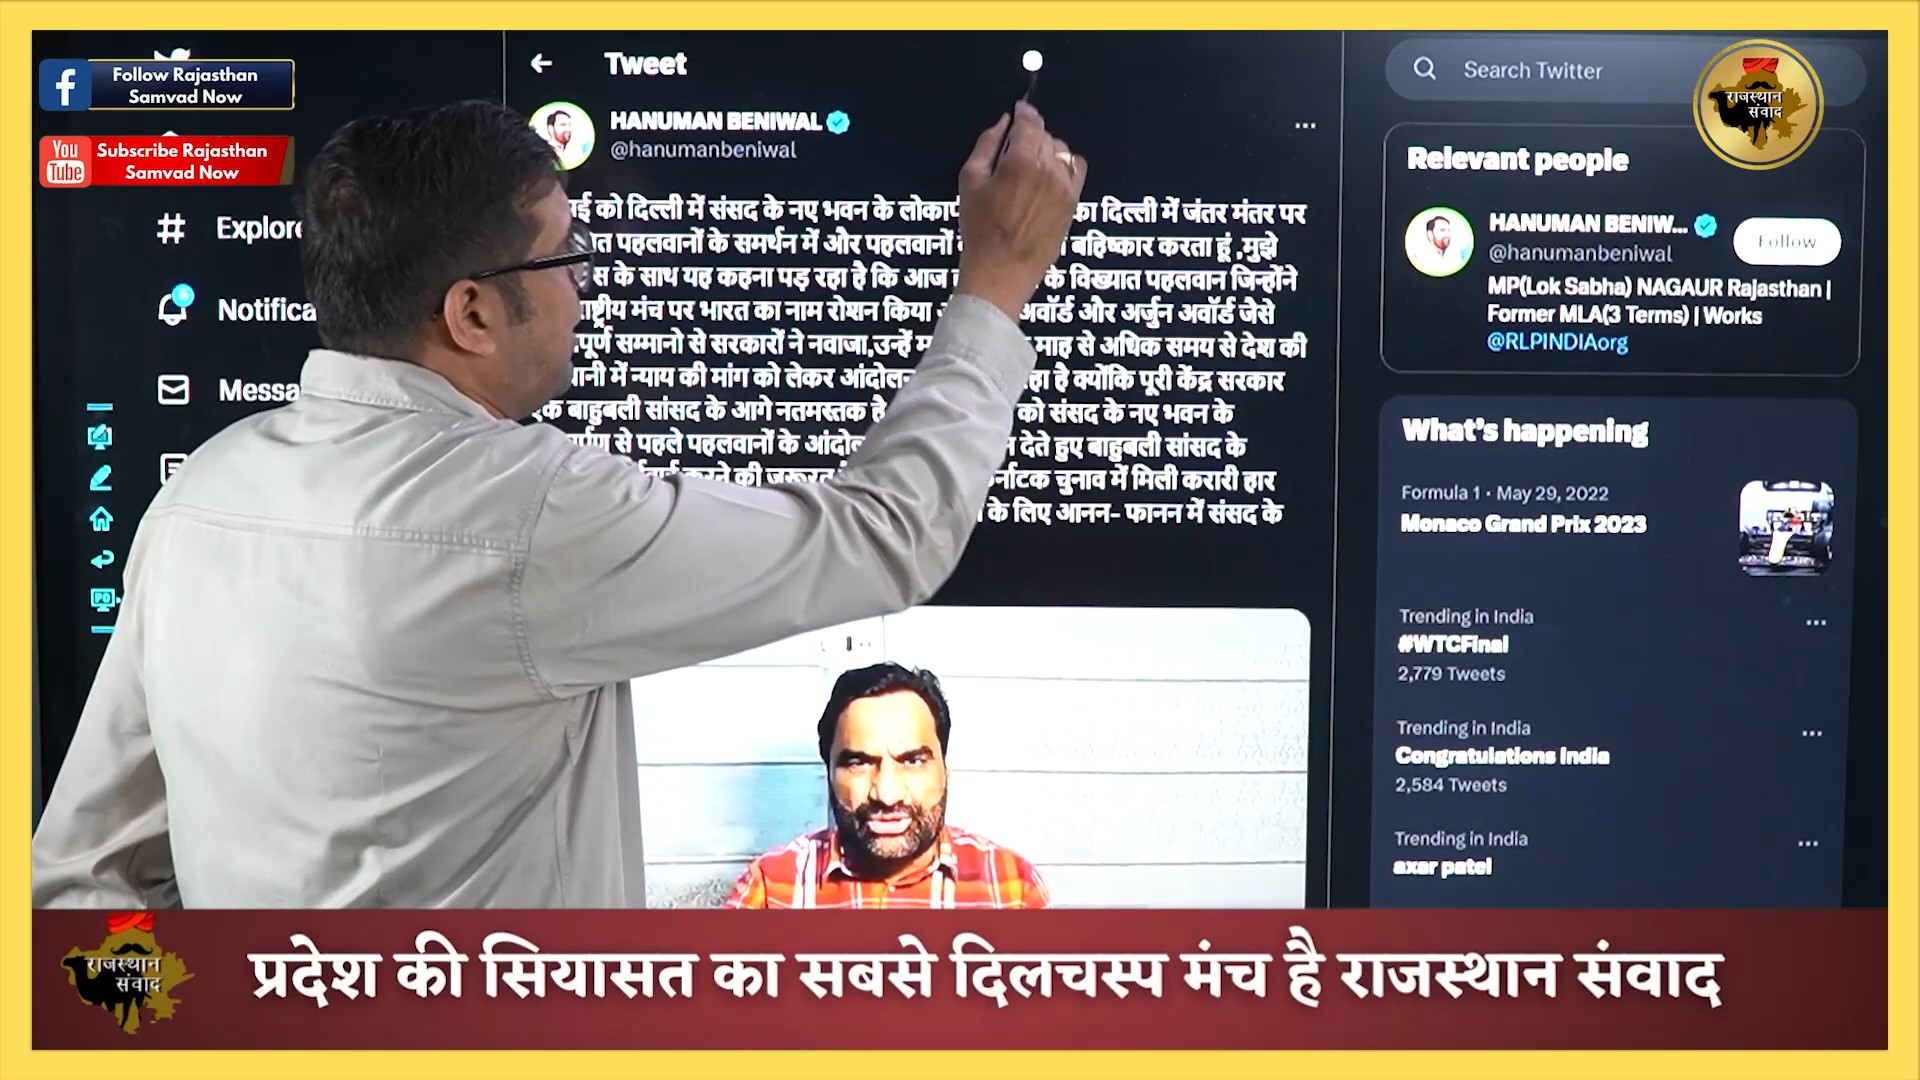 Follow Rajasthan
Samvad Now
You
Tube
Subscribe Rajasthan
Samvad Now
Explore
Notifica
Messa
Tweet
HANUMAN BENIWAL
@hanumanbeniwal
को दिल्ली में संसद के नए भवन के दिल्ली में जंतर मंतर पर
पहलवानों के समर्थन में और पहलवानों बहिष्कार करता हूं ,मुझे
के साथ यह कहना पड़ रहा है कि आज के विख्यात पहलवान जिन्होंने
मंच पर भारत का नाम रोशन किया अवॉर्ड और अर्जुन अवॉर्ड जैसे
सम्मानो से सरकारों ने नवाजा,उन्हें माह से अधिक समय से देश की
में न्याय की मांग को लेकर है क्योंकि पूरी केंद्र सरकार
बाहुबली सांसद के आगे नतमस्तक है को संसद के नए भवन के
से पहले पहलवानों के देते हुए बाहुबली सांसद के
करने की चुनाव में मिली करारी हार
के लिए आनन- फानन में संसद के
Search Twitter
राजस्थान
संवाद
Relevant people
HANUMAN BENIW...
@hanumanbeniwal
Follow
MP(Lok Sabha) NAGAUR Rajasthan |
Former MLA(3 Terms) | Works
@RLPINDIAorg
What's happening
Formula 1 · May 29, 2022
Monaco Grand Prix 2023
Trending in India
#WTCFinal
2,779 Tweets
Trending in India
Congratulations India
2,584 Tweets
Trending in India
axar patel
राजस्थान
संवाद
प्रदेश की सियासत का सबसे दिलचस्प मंच है राजस्थान संवाद